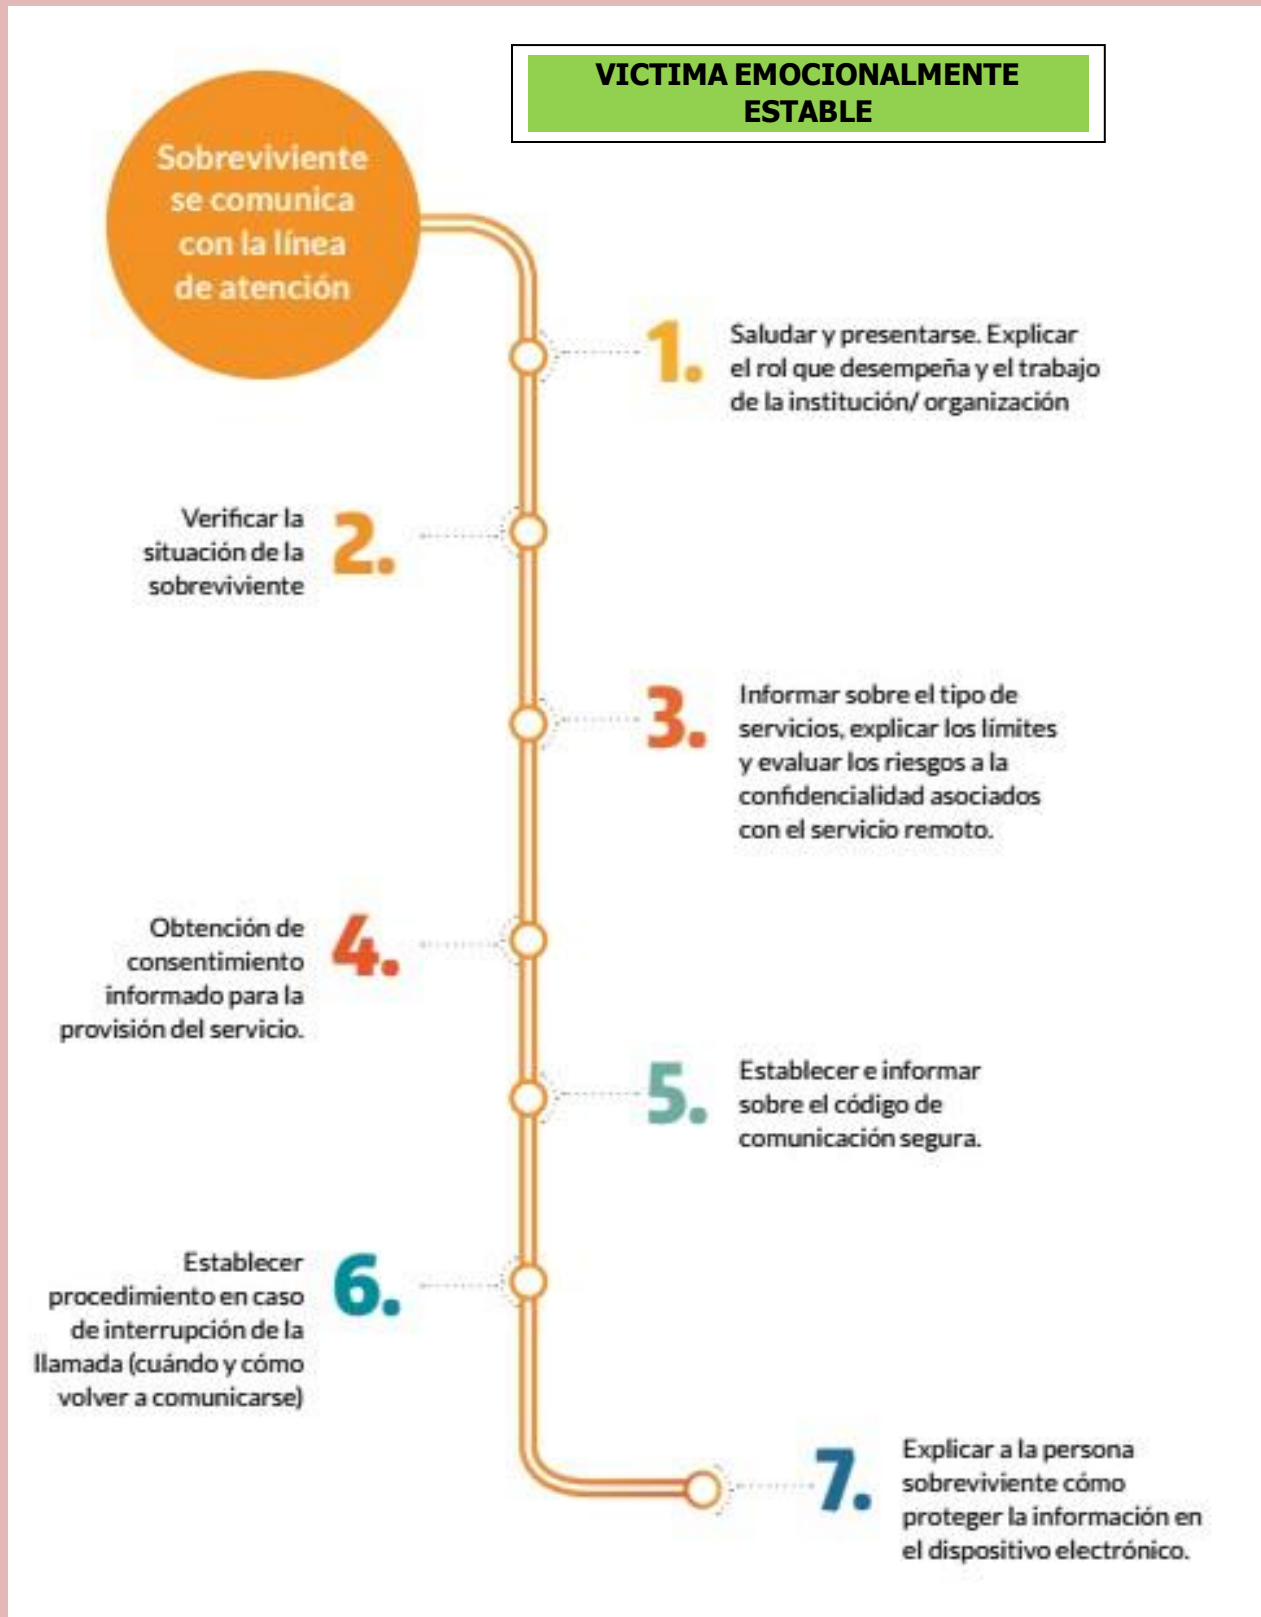 VICTIMA EMOCIONALMENTE
ESTABLE
Sobreviviente
se comunica
con la línea
de atención
1.
Saludar y presentarse. Explicar
el rol que desempeña y el trabajo
de la institución/ organización
2.
Verificar la
situación de la
sobreviviente
3.
Informar sobre el tipo de
servicios, explicar los límites
y evaluar los riesgos a la
confidencialidad asociados
con el servicio remoto.
4.
Obtención de
consentimiento
informado para la
provisión del servicio.
5.
Establecer e informar
sobre el código de
comunicación segura.
6.
Establecer
procedimiento en caso
de interrupción de la
llamada (cuándo y cómo
volver a comunicarse)
7.
Explicar a la persona
sobreviviente cómo
proteger la información en
el dispositivo electrónico.